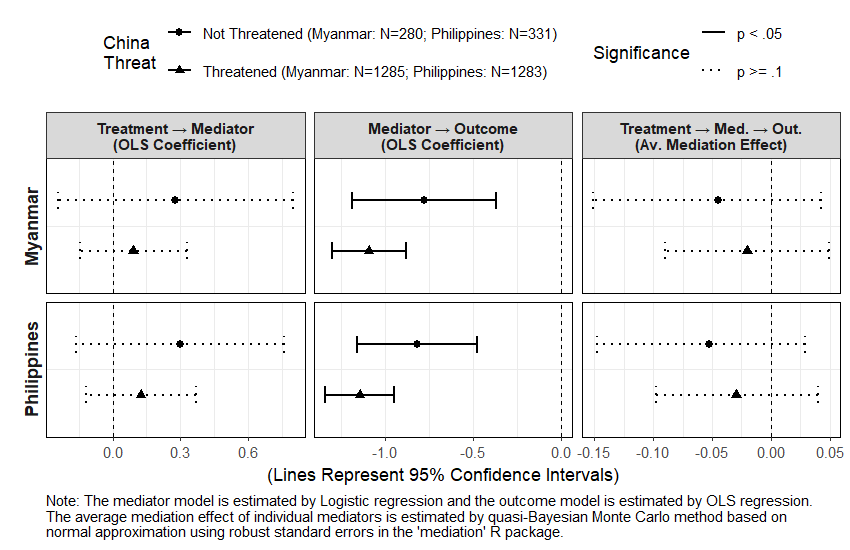 China
Threat
Not Threatened (Myanmar: N=280; Philippines: N=331)
Threatened (Myanmar: N=1285; Philippines: N=1283)
Significance
p < .05
p >= .1
Treatment → Mediator
(OLS Coefficient)
Mediator → Outcome
(OLS Coefficient)
Treatment → Med. → Out.
(Av. Mediation Effect)
Myanmar
Philippines
0.0 0.3 0.6
-1.0 -0.5 0.0
-0.15 -0.10 -0.05 0.00 0.05
(Lines Represent 95% Confidence Intervals)
Note: The mediator model is estimated by Logistic regression and the outcome model is estimated by OLS regression.
The average mediation effect of individual mediators is estimated by quasi-Bayesian Monte Carlo method based on
normal approximation using robust standard errors in the 'mediation' R package.